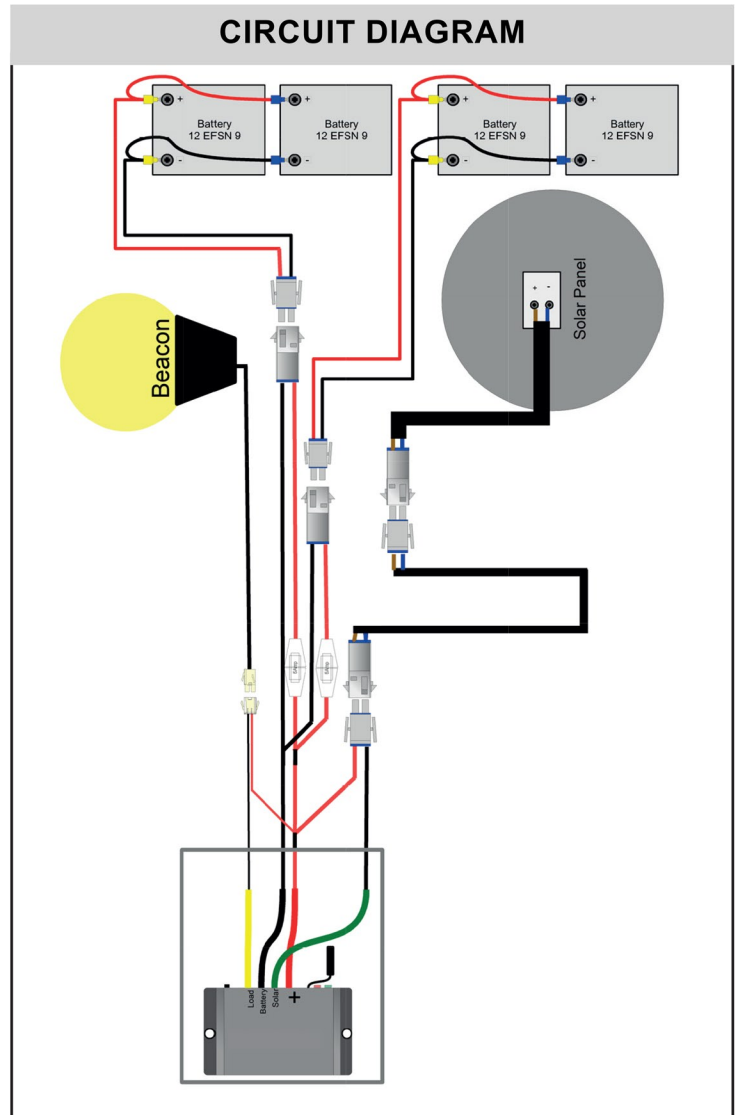 CIRCUIT DIAGRAM
+
Battery
12 EFSN 9
-
+
Battery
12 EFSN 9
-
+
Battery
12 EFSN 9
-
+
Battery
12 EFSN 9
-
+ -
Solar Panel
Beacon
Load
Battery
Solar
+